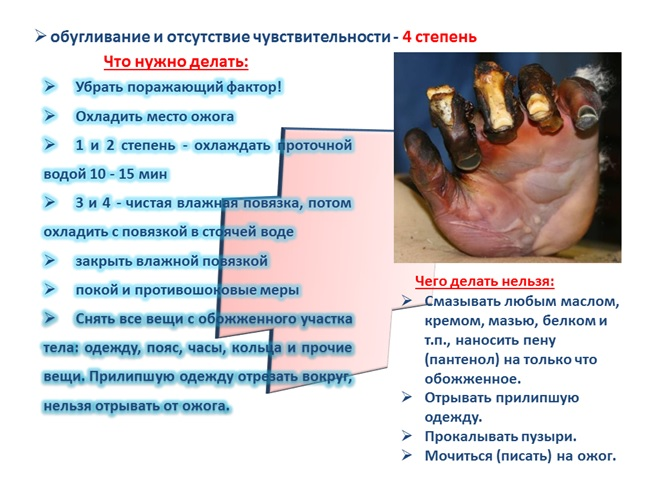 обугливание и отсутствие чувствительности - 4 степень
Что нужно делать:
Убрать поражающий фактор!
Охладить место ожога
1 и 2 степень - охлаждать проточной
водой 10 - 15 мин
3 и 4 - чистая влажная повязка, потом
охладить с повязкой в стоячей воде
закрыть влажной повязкой
покой и противошоковые меры
Снять все вещи с обожженного участка
тела: одежду, пояс, часы, кольца и прочие
вещи. Прилипшую одежду отрезать вокруг,
нельзя отрывать от ожога.
Чего делать нельзя:
Смазывать любым маслом,
кремом, мазью, белком и
т.п., наносить пену
(пантенол) на только что
обожженное.
Отрывать прилипшую
одежду.
Прокалывать пузыри.
Мочиться (писать) на ожог.